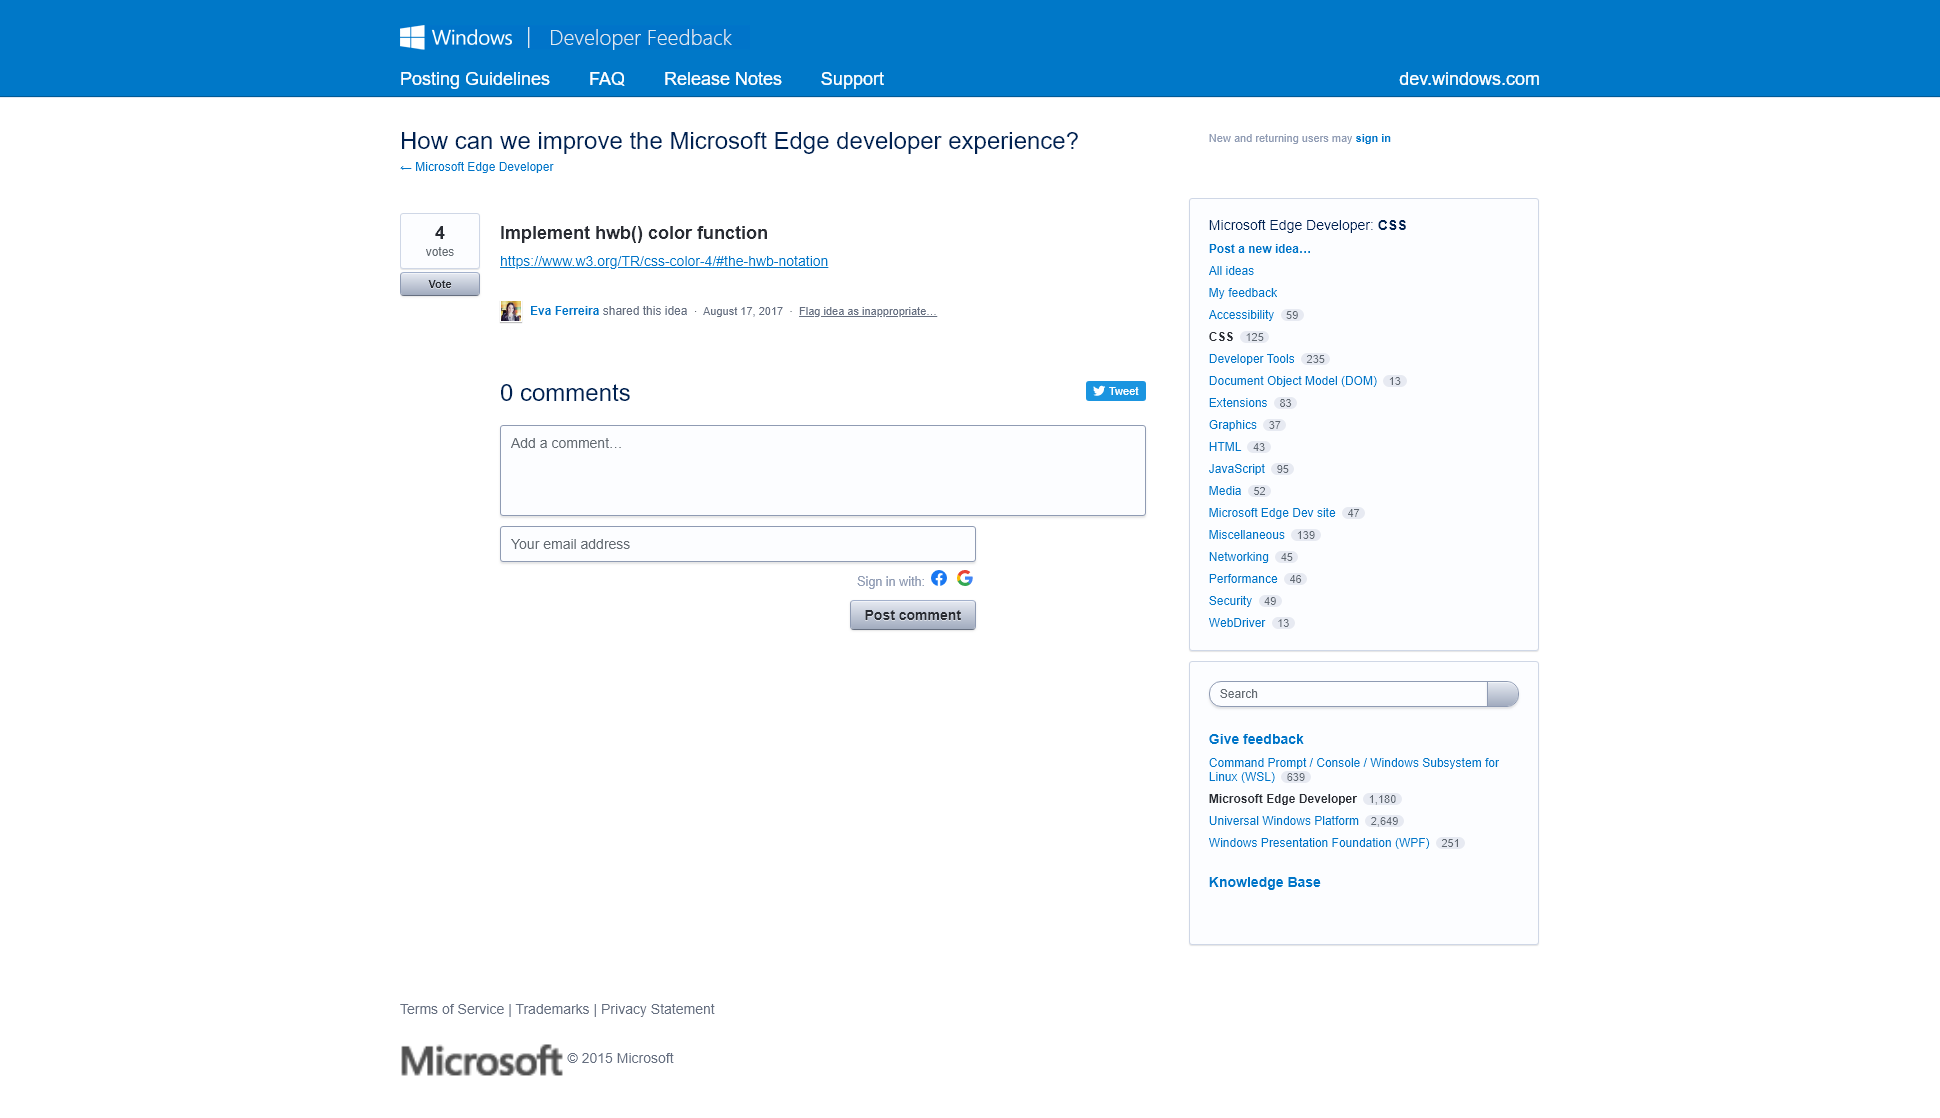 Windows | Developer Feedback
Posting Guidelines FAQ Release Notes Support dev.windows.com
How can we improve the Microsoft Edge developer experience?
← Microsoft Edge Developer
New and returning users may sign in
4
votes
Vote
Implement hwb() color function
https://www.w3.org/TR/css-color-4/#the-hwb-notation
Eva Ferreira shared this idea · August 17, 2017 · Flag idea as inappropriate…
0 comments
Tweet
Add a comment…
Your email address
Sign in with:
Post comment
Microsoft Edge Developer: CSS
Post a new idea…
All ideas
My feedback
Accessibility 59
CSS 125
Developer Tools 235
Document Object Model (DOM) 13
Extensions 83
Graphics 37
HTML 43
JavaScript 95
Media 52
Microsoft Edge Dev site 47
Miscellaneous 139
Networking 45
Performance 46
Security 49
WebDriver 13
Search
Give feedback
Command Prompt / Console / Windows Subsystem for
Linux (WSL) 639
Microsoft Edge Developer 1,180
Universal Windows Platform 2,649
Windows Presentation Foundation (WPF) 251
Knowledge Base
Terms of Service | Trademarks | Privacy Statement
Microsoft © 2015 Microsoft